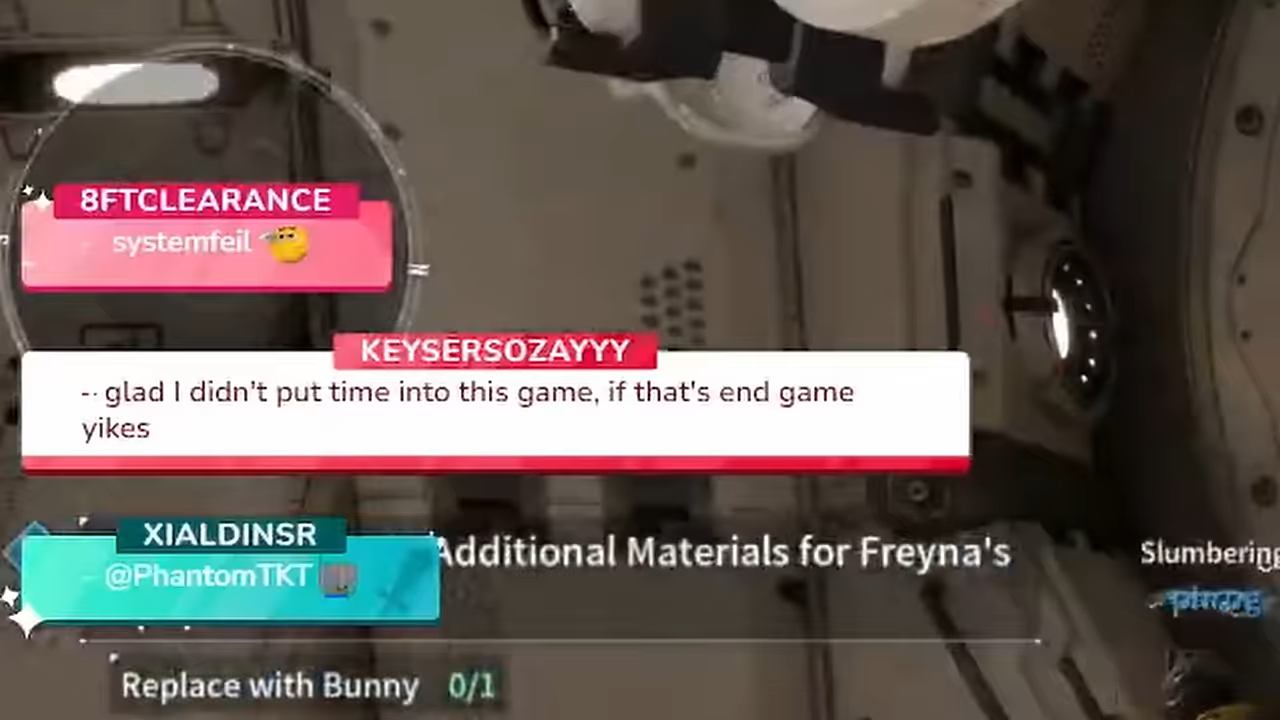 8FTCLEARANCE
systemfeil
KEYSERSOZAYYY
-- glad I didn't put time into this game, if that's end game
yikes
XIALDINSR
@PhantomTKT
Additional Materials for Freyna's
Slumbering
Replace with Bunny 0/1